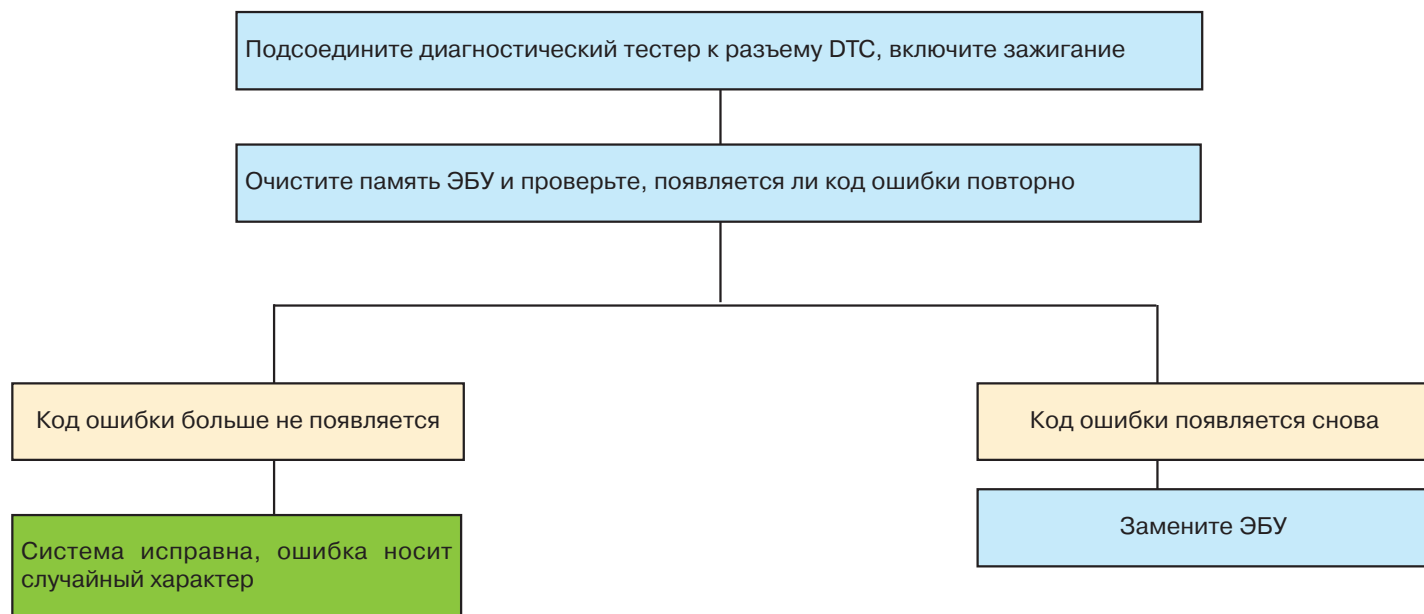 Подсоедините диагностический тестер к разъему DTC, включите зажигание
Очистите память ЭБУ и проверьте, появляется ли код ошибки повторно
Код ошибки больше не появляется
Код ошибки появляется снова
Система исправна, ошибка носит
случайный характер
Замените ЭБУ